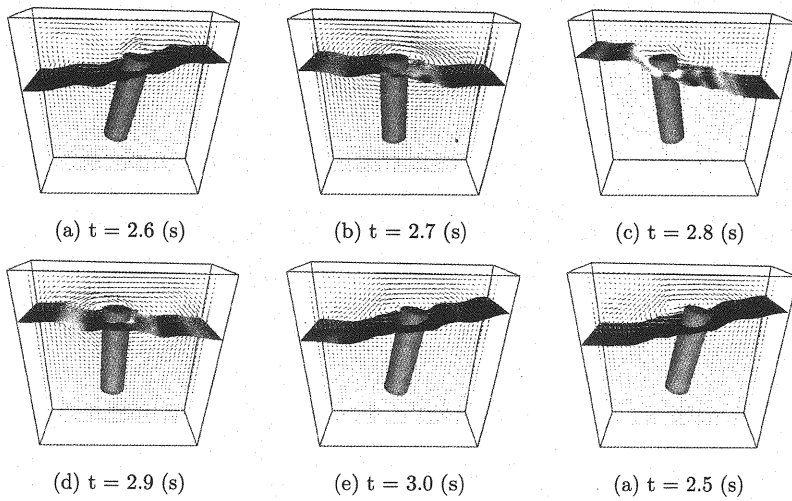 (a) t = 2.6 (s)
(b) t = 2.7 (s)
(c) t = 2.8 (s)
(d) t = 2.9 (s)
(e) t = 3.0 (s)
(a) t = 2.5 (s)